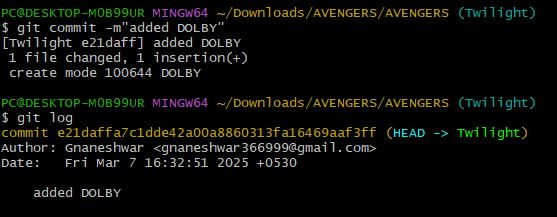 PC@DESKTOP-M0B99UR MINGW64 ~/Downloads/AVENGERS/AVENGERS (Twilight)
$ git commit -m"added DOLBY"
[Twilight e21daff] added DOLBY
 1 file changed, 1 insertion(+)
 create mode 100644 DOLBY

PC@DESKTOP-M0B99UR MINGW64 ~/Downloads/AVENGERS/AVENGERS (Twilight)
$ git log
commit e21daffa7c1dde42a00a8860313fa16469aaf3ff (HEAD -> Twilight)
Author: Gnaneshwar <gnaneshwar366999@gmail.com>
Date:   Fri Mar 7 16:32:51 2025 +0530

    added DOLBY